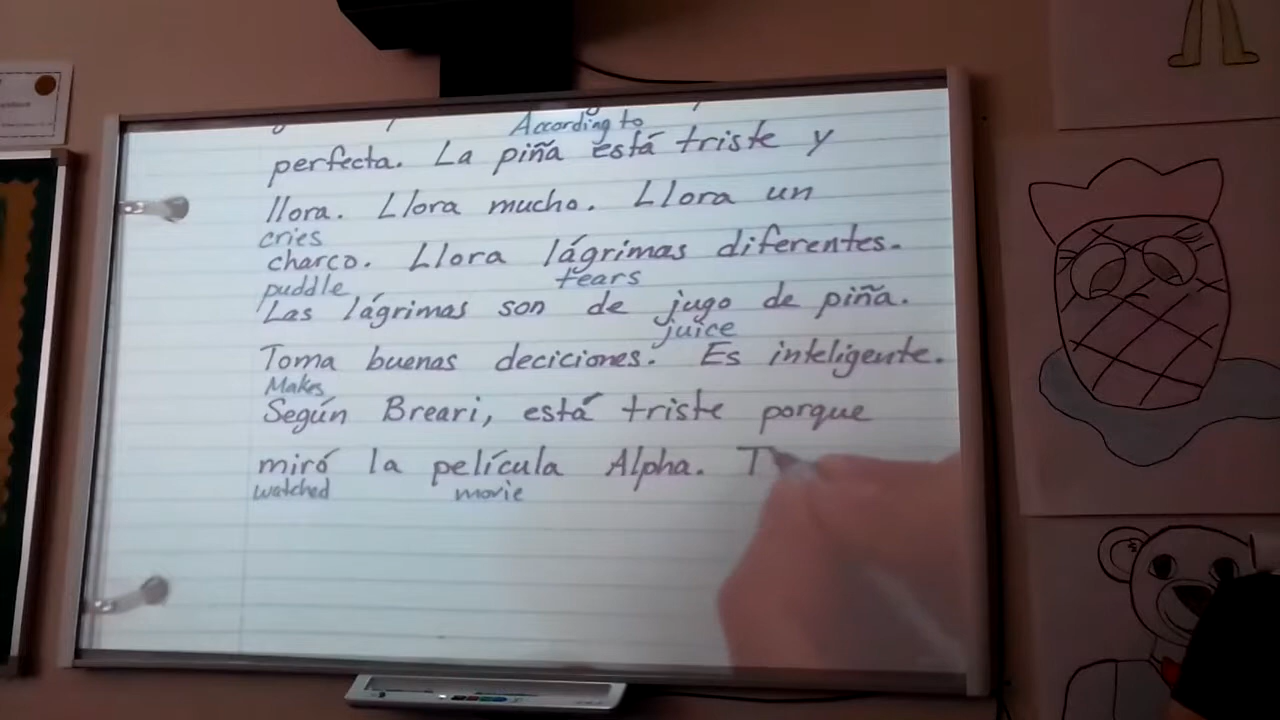 According to
perfecta. La piña está triste y
llora. Llora mucho. Llora un
cries
charco. Llora lágrimas diferentes.
puddle tears
Las lágrimas son de jugo de piña.
juice
Toma buenas deciciones. Es inteligente.
Makes
Según Breari, está triste porque
miró la película Alpha. T
watched movie